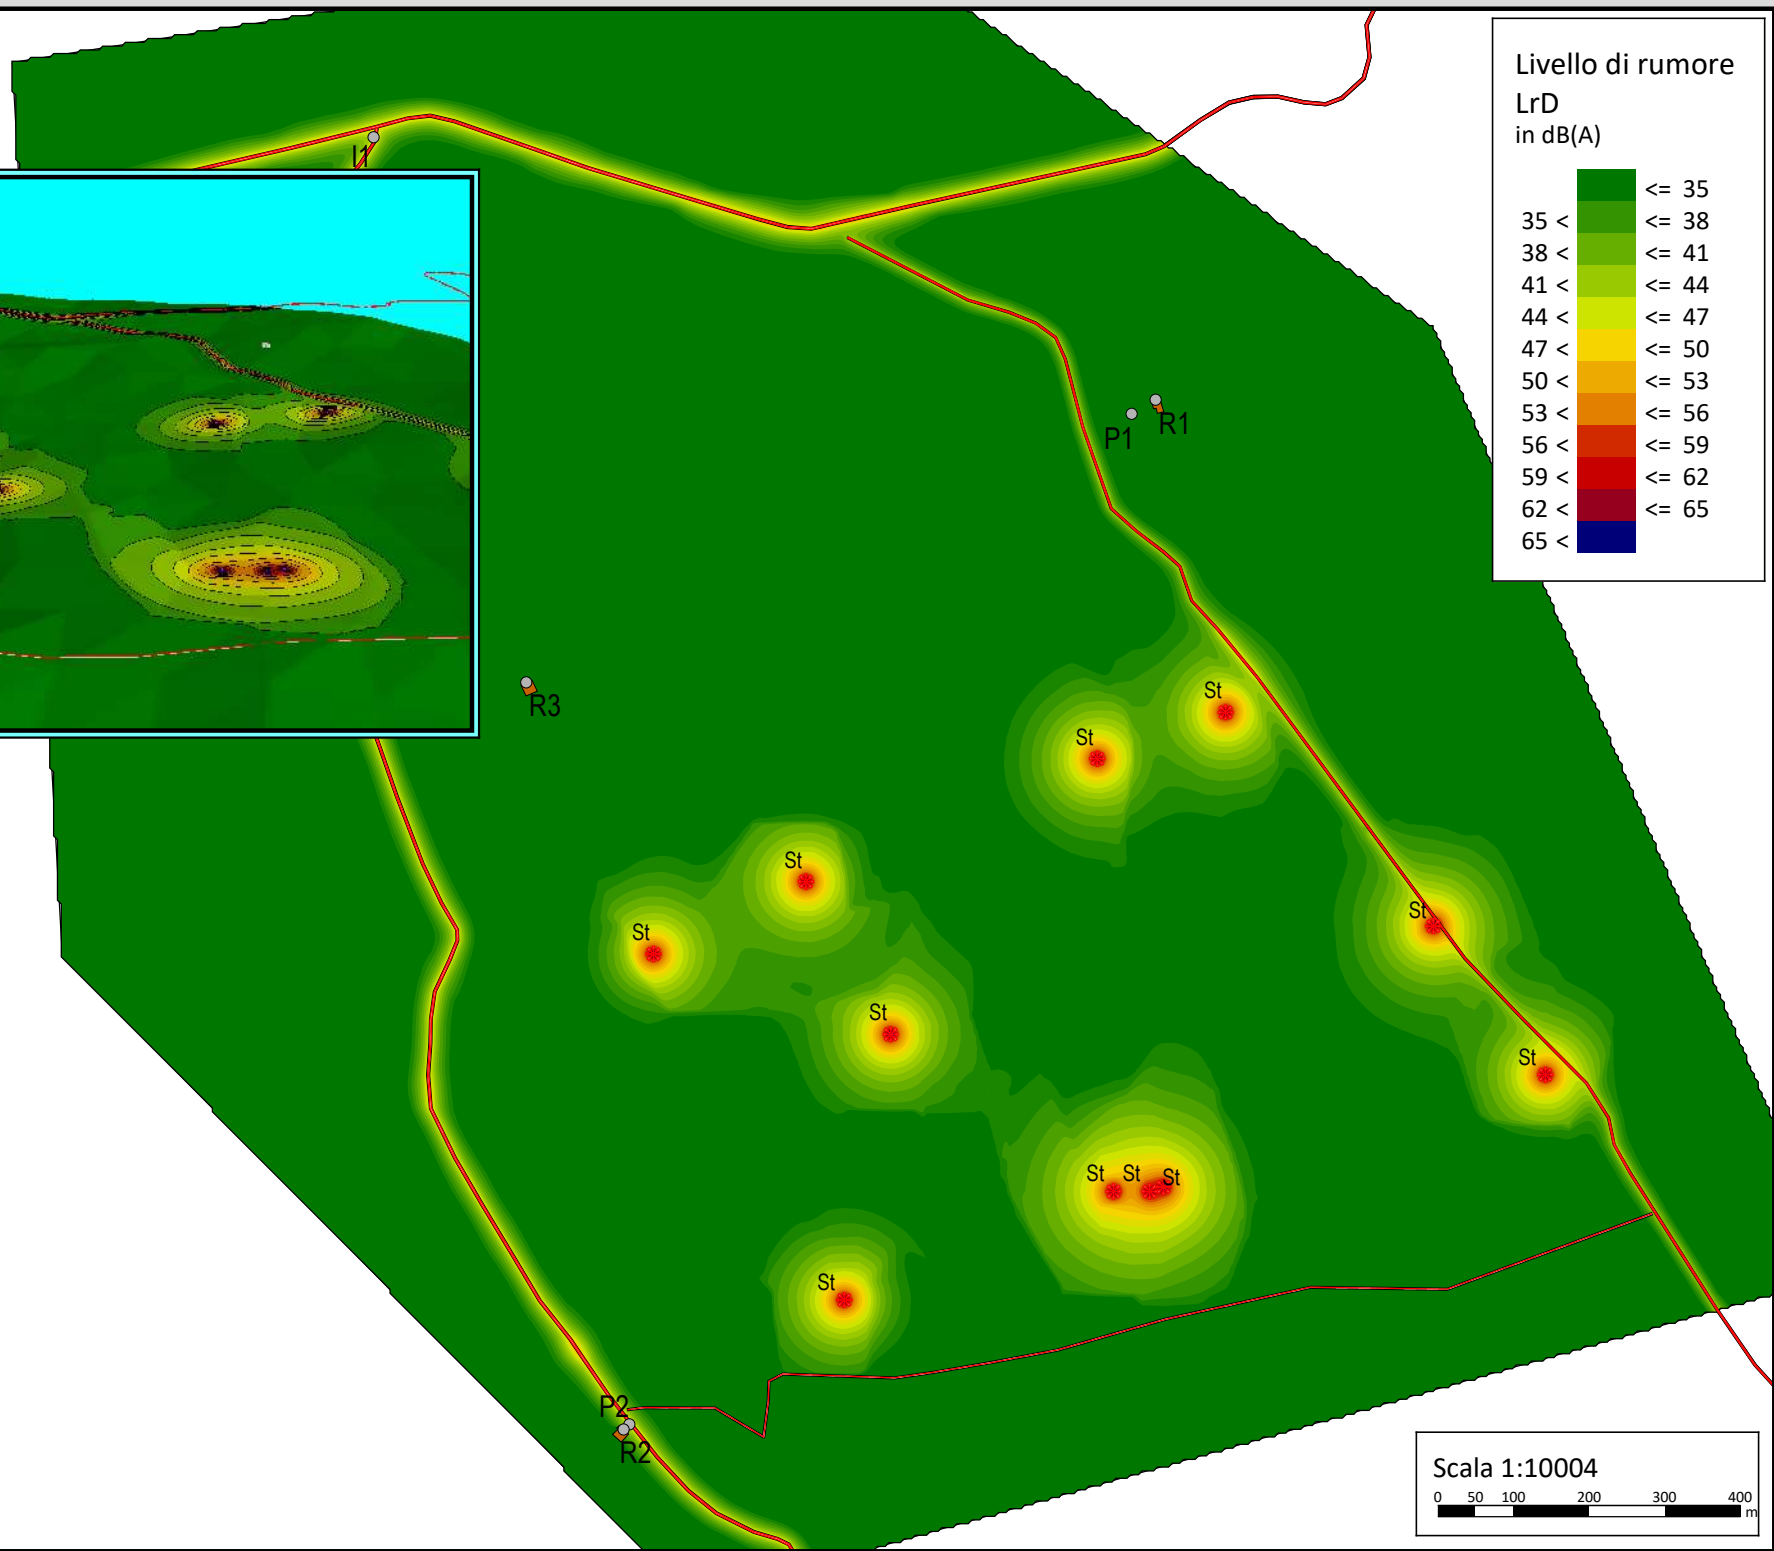 Livello di rumore
LrD
in dB(A)
<= 35
35 < <= 38
38 < <= 41
41 < <= 44
44 < <= 47
47 < <= 50
50 < <= 53
53 < <= 56
56 < <= 59
59 < <= 62
62 < <= 65
65 <
I1
P1
R1
R3
St
St
St
St
St
St
St
St
St St St
St
P2
R2
Scala 1:10004
0 50 100 200 300 400
m